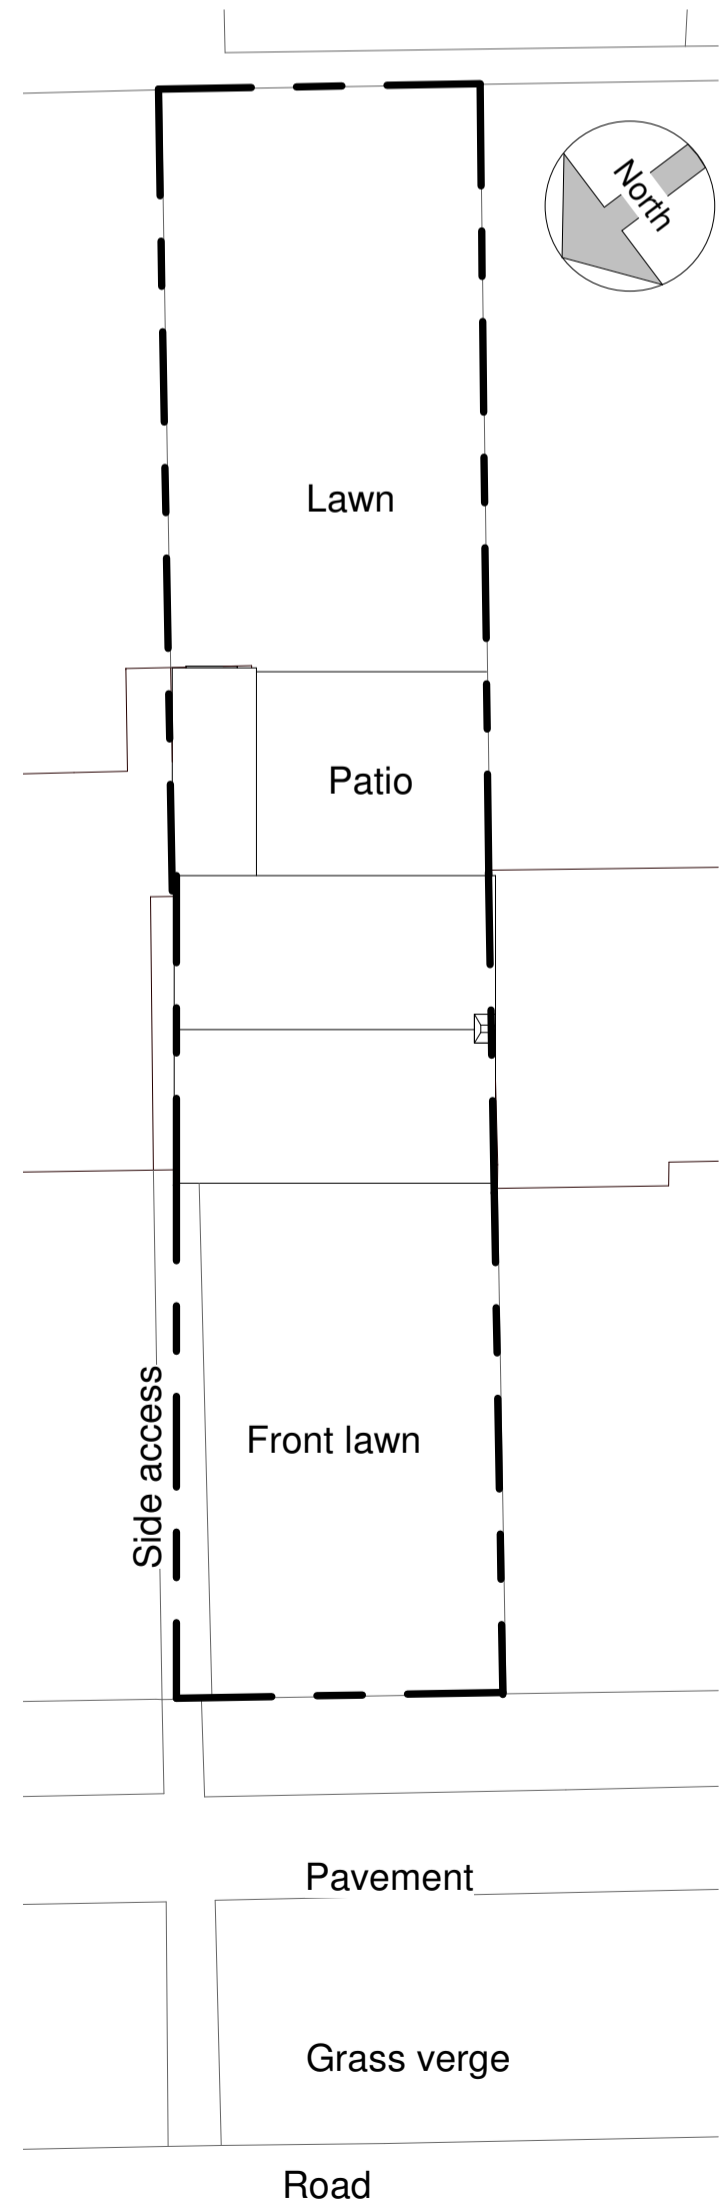 North
Lawn
Patio
Front lawn
Side access
Pavement
Grass verge
Road